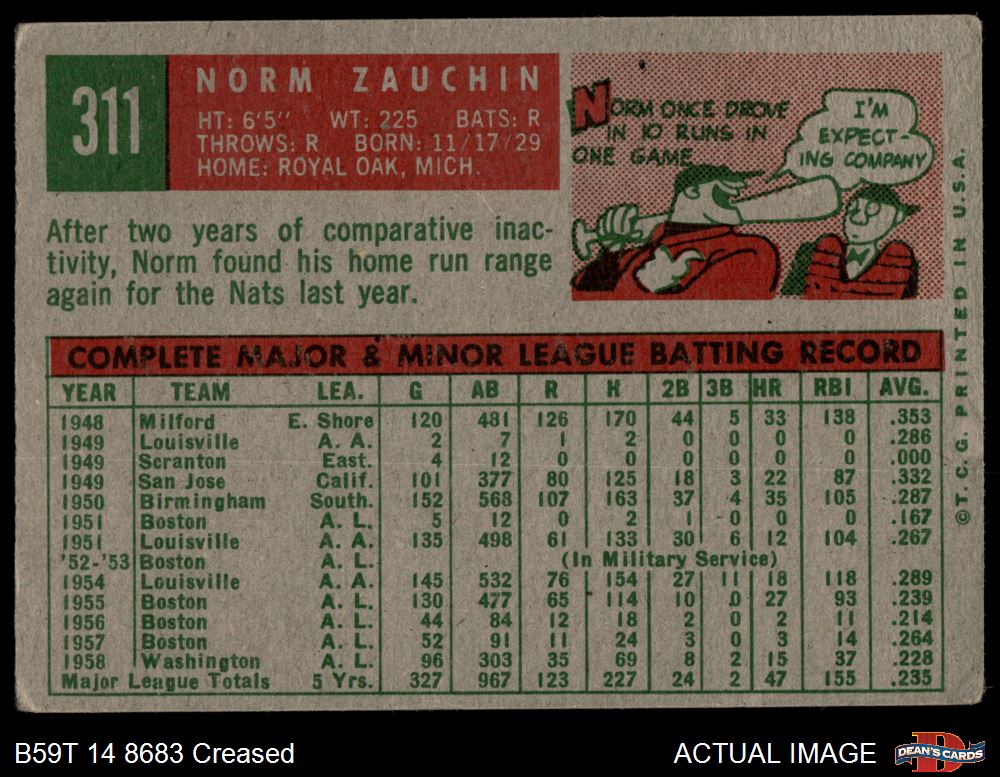 311
NORM ZAUCHIN
HT: 6'5" WT: 225 BATS: R
THROWS: R BORN: 11/17/29
HOME: ROYAL OAK, MICH.
NORM ONCE DROVE
IN 10 RUNS IN
ONE GAME
I'M
EXPECT-
ING COMPANY
After two years of comparative inac-
tivity, Norm found his home run range
again for the Nats last year.
COMPLETE MAJOR & MINOR LEAGUE BATTING RECORD
YEAR TEAM LEA. G AB R H 2B 3B HR RBI AVG.
1948 Milford E. Shore 120 481 126 170 44 5 33 138 .353
1949 Louisville A. A. 2 7 1 2 0 0 0 0 .286
1949 Scranton East. 4 12 0 0 0 0 0 0 .000
1949 San Jose Calif. 101 377 80 125 18 3 22 87 .332
1950 Birmingham South. 152 568 107 163 37 4 35 105 .287
1951 Boston A. L. 5 12 0 2 1 0 0 0 .167
1951 Louisville A. A. 135 498 61 133 30 6 12 104 .267
'52-'53 Boston A. L. (In Military Service)
1954 Louisville A. A. 145 532 76 154 27 11 18 118 .289
1955 Boston A. L. 130 477 65 114 10 0 27 93 .239
1956 Boston A. L. 44 84 12 18 2 0 2 11 .214
1957 Boston A. L. 52 91 11 24 3 0 3 14 .264
1958 Washington A. L. 96 303 35 69 8 2 15 37 .228
Major League Totals 5 Yrs. 327 967 123 227 24 2 47 155 .235
© T. C. G. PRINTED IN U.S.A.
B59T 14 8683 Creased
ACTUAL IMAGE
DEAN'S CARDS